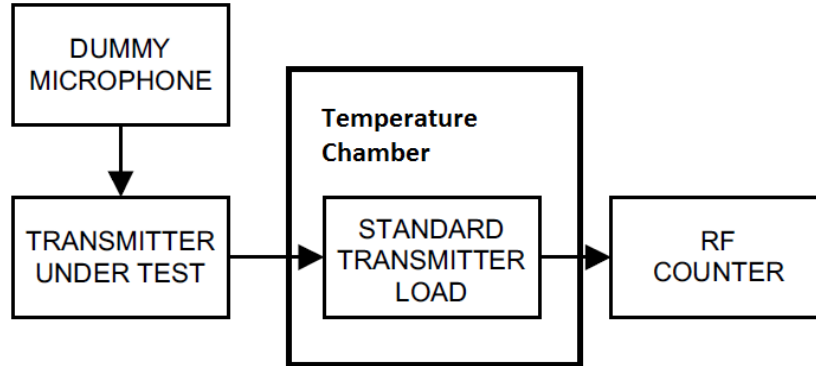 DUMMY
MICROPHONE
Temperature
Chamber
TRANSMITTER
UNDER TEST
STANDARD
TRANSMITTER
LOAD
RF
COUNTER